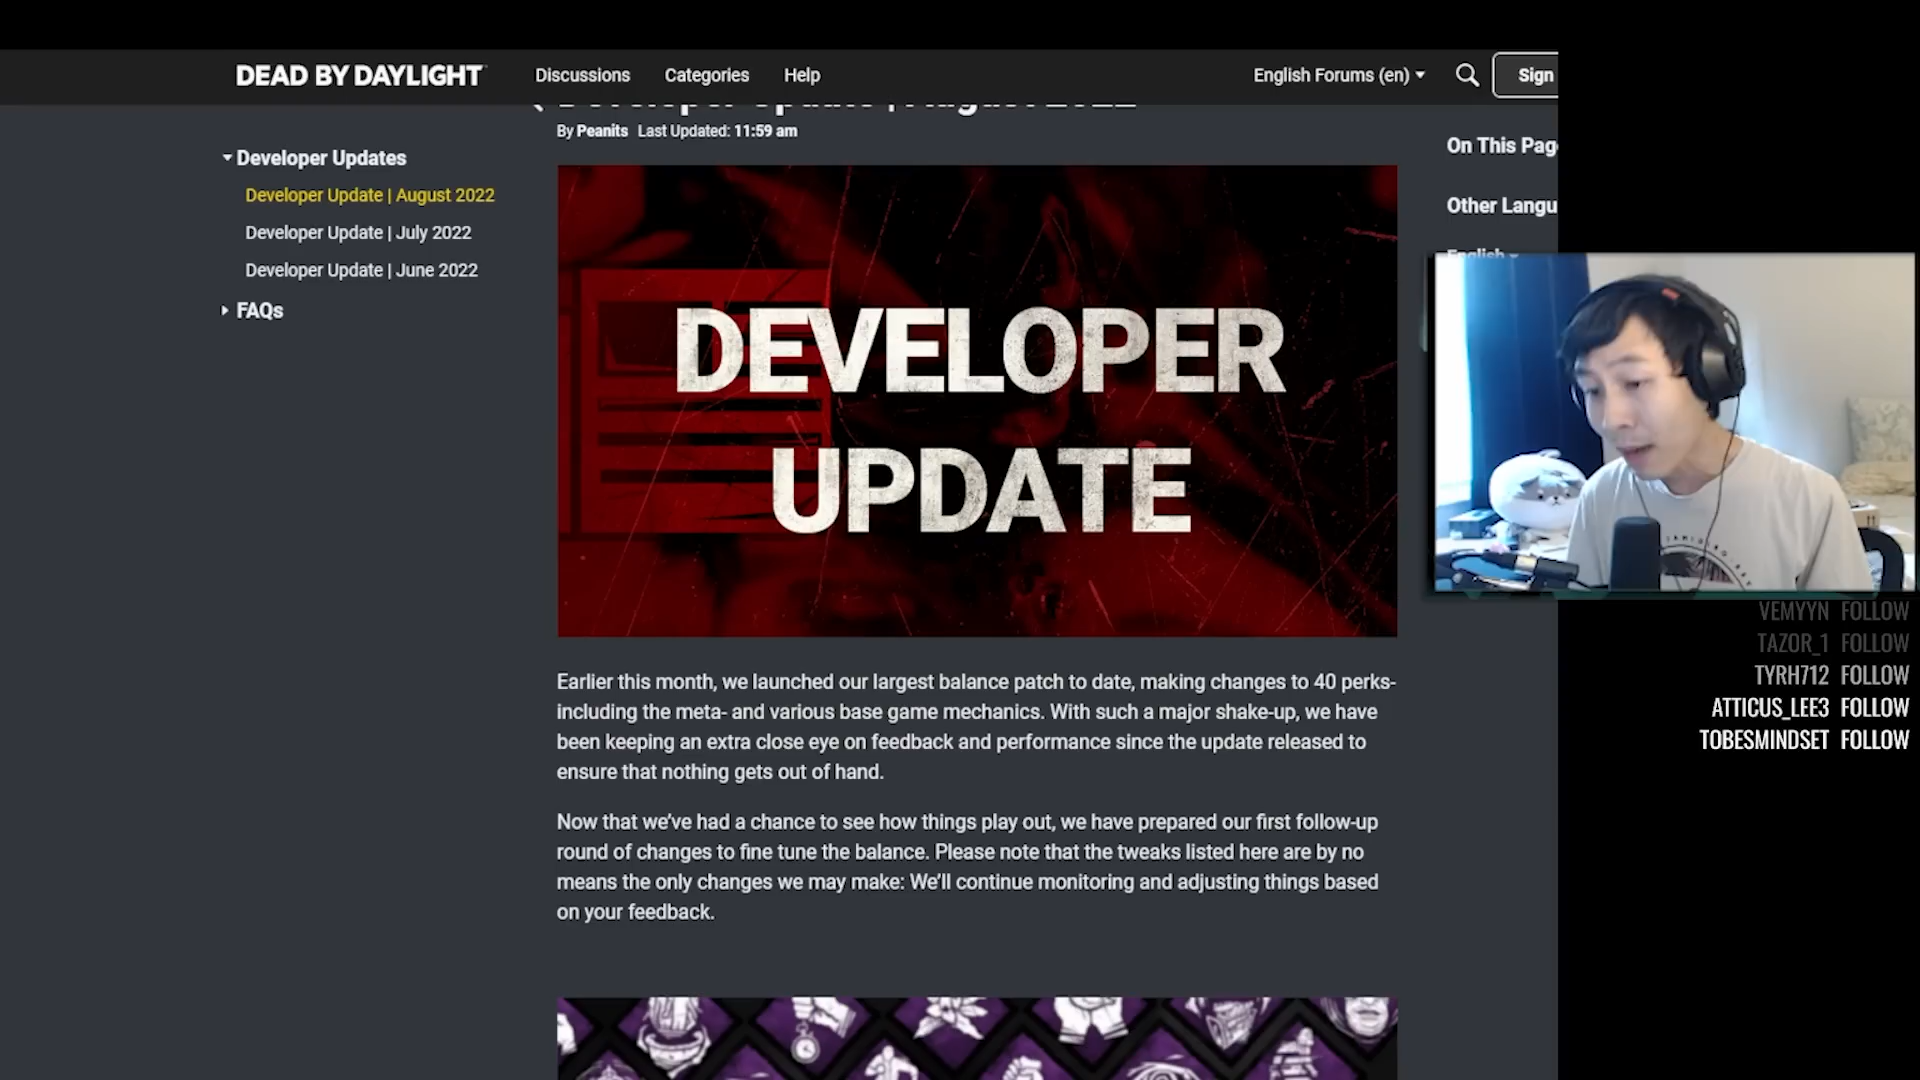 DEAD BY DAYLIGHT
Discussions
Categories
Help
English Forums (en)
Sign
Developer Update | August 2022
By Peanits Last Updated: 11:59 am
Developer Updates
Developer Update | August 2022
Developer Update | July 2022
Developer Update | June 2022
FAQs
On This Pag
Other Langu
English
DEVELOPER
UPDATE
Earlier this month, we launched our largest balance patch to date, making changes to 40 perks-
including the meta- and various base game mechanics. With such a major shake-up, we have
been keeping an extra close eye on feedback and performance since the update released to
ensure that nothing gets out of hand.
Now that we've had a chance to see how things play out, we have prepared our first follow-up
round of changes to fine tune the balance. Please note that the tweaks listed here are by no
means the only changes we may make: We'll continue monitoring and adjusting things based
on your feedback.
VEMYYN FOLLOW
TAZOR_1 FOLLOW
TYRH712 FOLLOW
ATTICUS_LEE3 FOLLOW
TOBESMINDSET FOLLOW